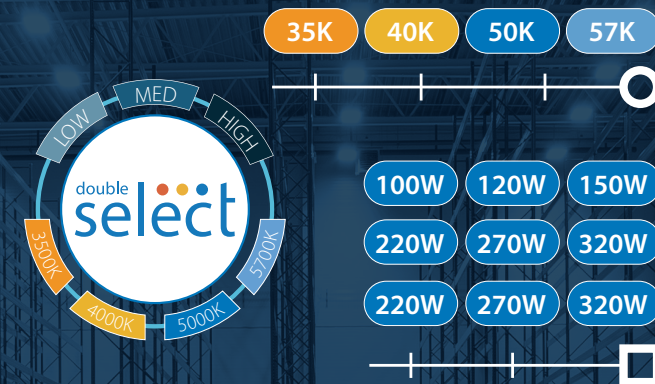 35K 40K 50K 57K
LOW MED HIGH
double
select
3500K 4000K 5000K 5700K
100W 120W 150W
220W 270W 320W
220W 270W 320W